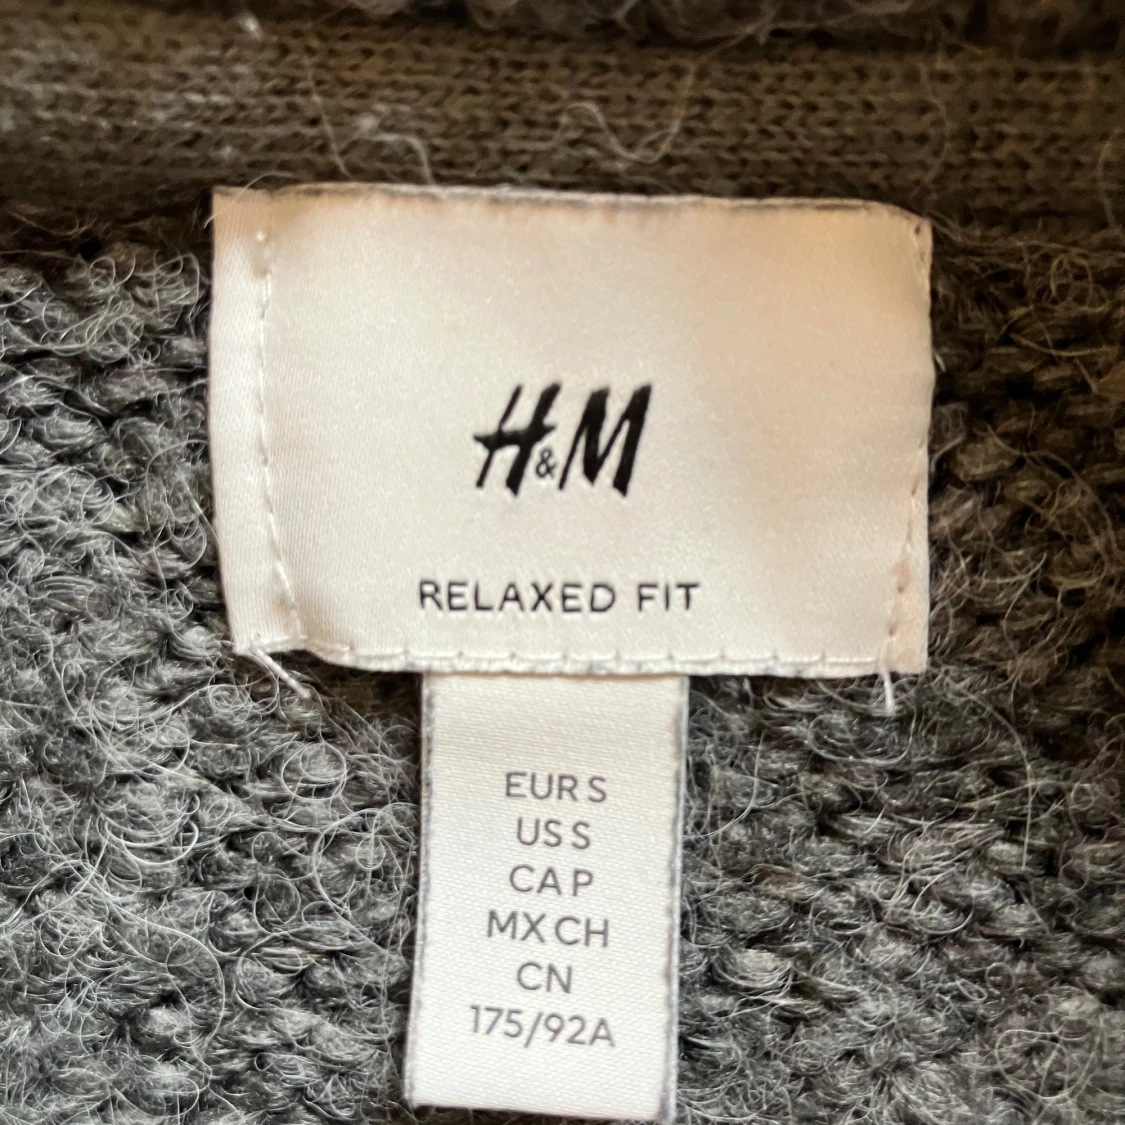 H&M
RELAXED FIT
EUR S
US S
CA P
MX CH
CN
175/92A